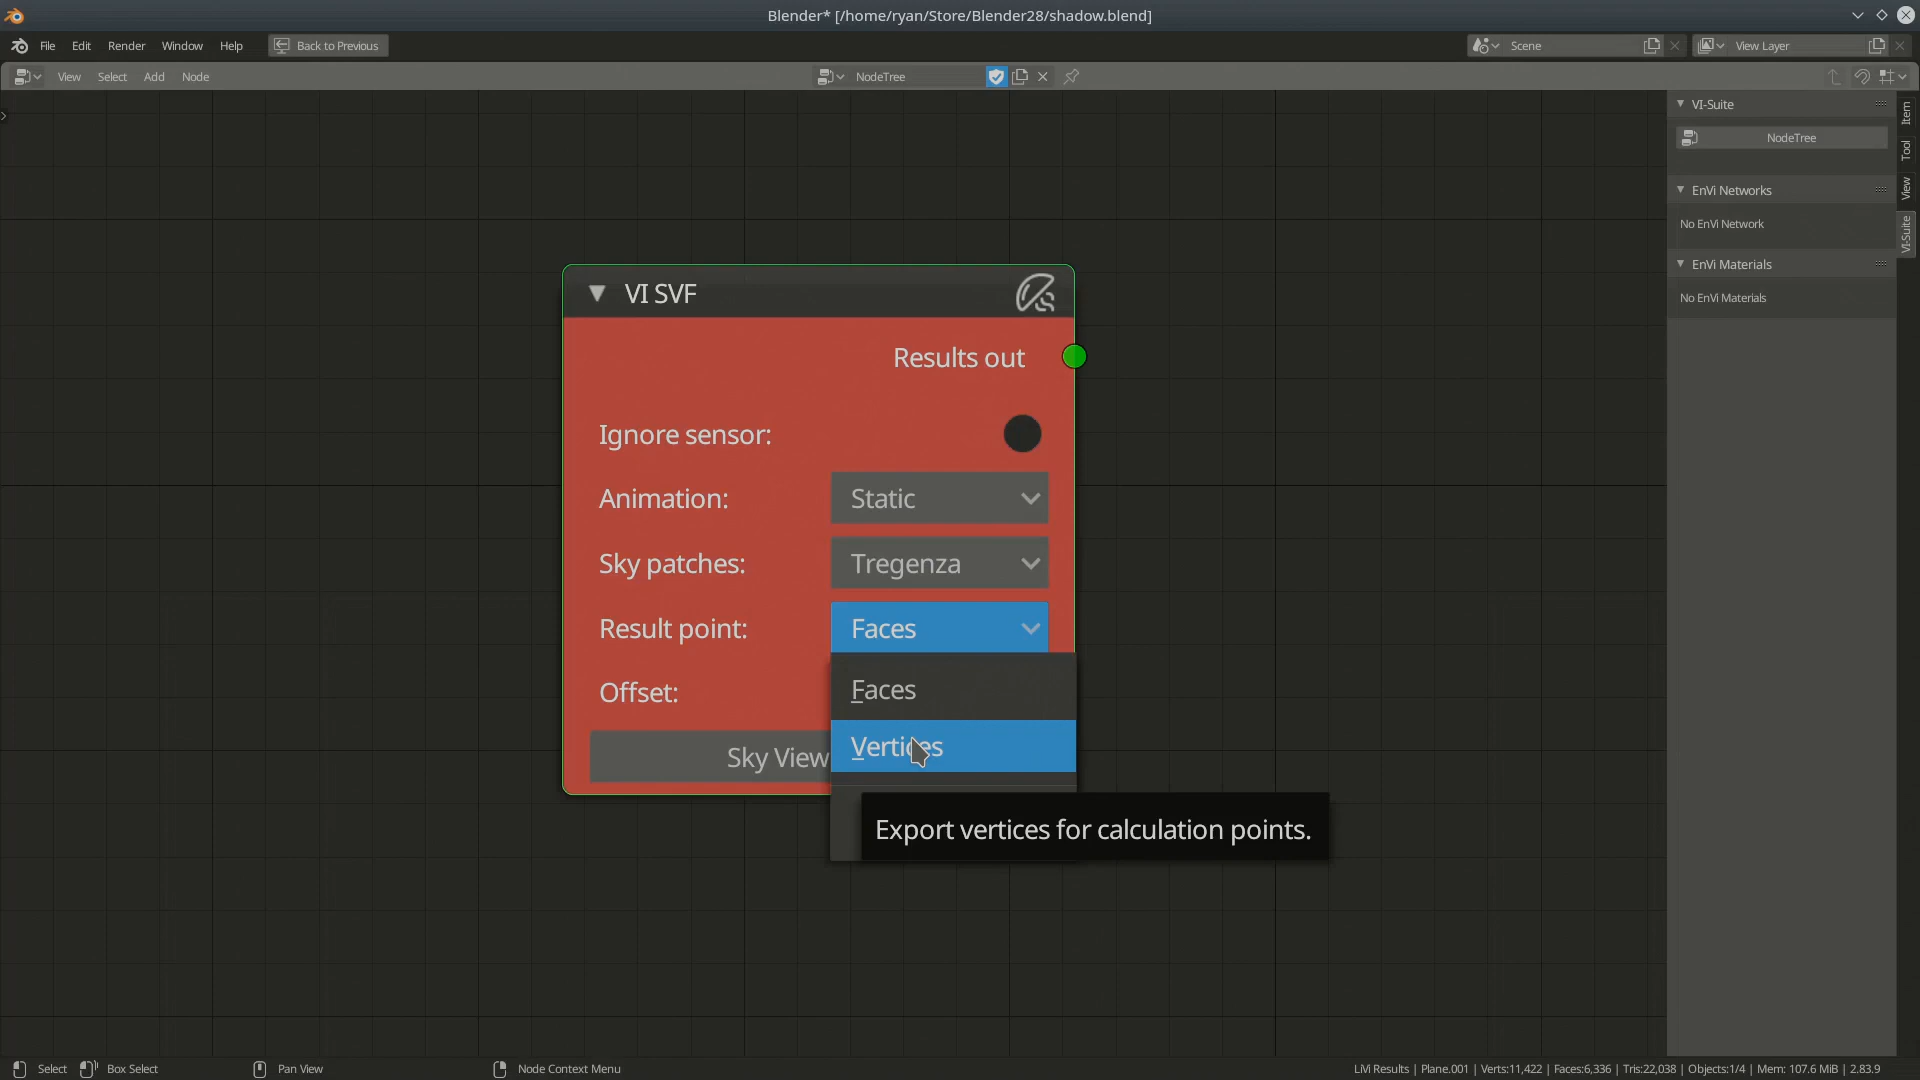 Blender* [/home/ryan/Store/Blender28/shadow.blend]
File Edit Render Window Help Back to Previous Scene View Layer
View Select Add Node NodeTree
VI-Suite
NodeTree
EnVi Networks
No EnVi Network
EnVi Materials
No EnVi Materials
Item
Tool
View
VI-Suite
VI SVF
Results out
Ignore sensor:
Animation: Static
Sky patches: Tregenza
Result point: Faces
Faces
Offset:
Vertices
Sky View
Export vertices for calculation points.
Select Box Select Pan View Node Context Menu LiVi Results | Plane.001 | Verts:11,422 | Faces:6,336 | Tris:22,038 | Objects:1/4 | Mem: 107.6 MiB | 2.83.9